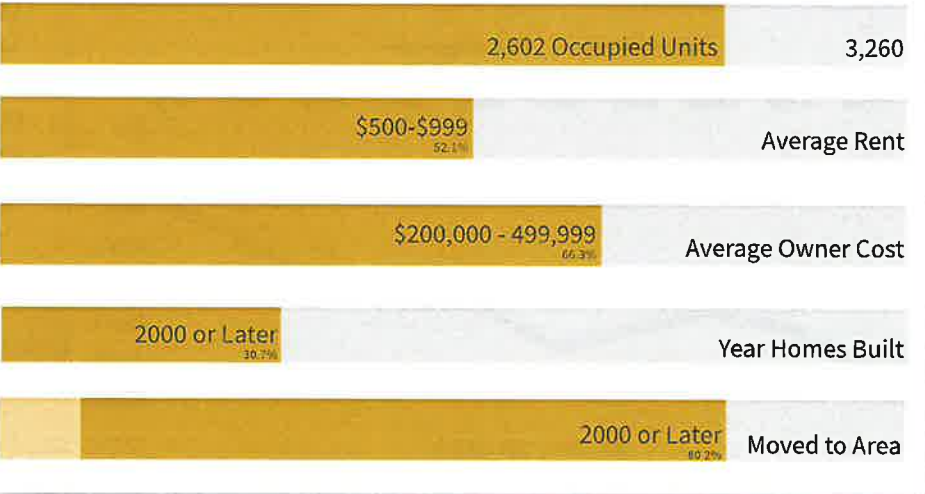 2,602 Occupied Units 3,260
$500-$999 Average Rent
52.1%
$200,000 - 499,999 Average Owner Cost
66.3%
2000 or Later Year Homes Built
30.7%
2000 or Later Moved to Area
80.2%